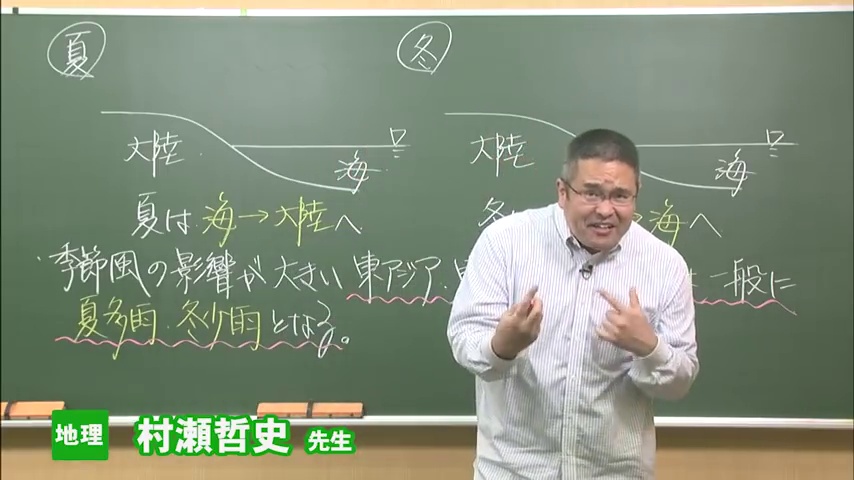 夏
冬
大陸
海
大陸
海
夏は海→大陸へ
冬
→海へ
季節風の影響が大きい東アジア・
一般に
夏多雨・冬少雨となる。
地理 村瀬哲史 先生